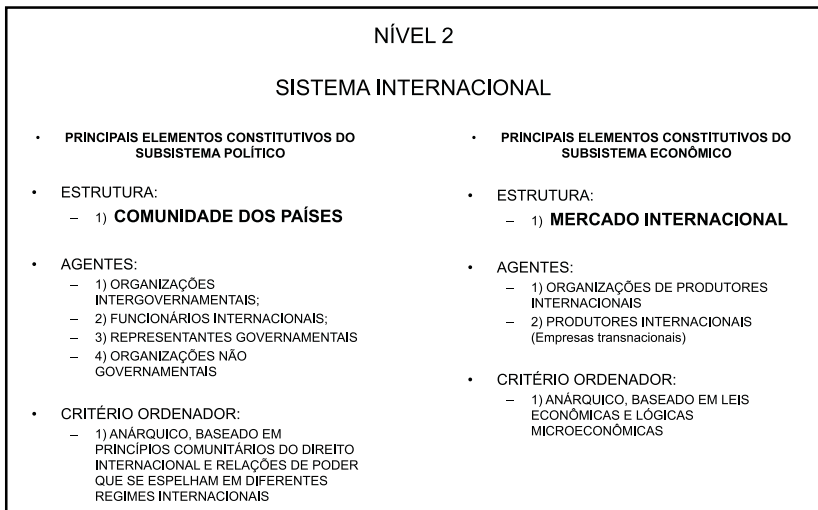 NÍVEL 2
SISTEMA INTERNACIONAL
• PRINCIPAIS ELEMENTOS CONSTITUTIVOS DO
SUBSISTEMA POLÍTICO
• ESTRUTURA:
– 1) COMUNIDADE DOS PAÍSES
• AGENTES:
– 1) ORGANIZAÇÕES
INTERGOVERNAMENTAIS;
– 2) FUNCIONÁRIOS INTERNACIONAIS;
– 3) REPRESENTANTES GOVERNAMENTAIS
– 4) ORGANIZAÇÕES NÃO
GOVERNAMENTAIS
• CRITÉRIO ORDENADOR:
– 1) ANÁRQUICO, BASEADO EM
PRINCÍPIOS COMUNITÁRIOS DO DIREITO
INTERNACIONAL E RELAÇÕES DE PODER
QUE SE ESPELHAM EM DIFERENTES
REGIMES INTERNACIONAIS
• PRINCIPAIS ELEMENTOS CONSTITUTIVOS DO
SUBSISTEMA ECONÔMICO
• ESTRUTURA:
– 1) MERCADO INTERNACIONAL
• AGENTES:
– 1) ORGANIZAÇÕES DE PRODUTORES
INTERNACIONAIS
– 2) PRODUTORES INTERNACIONAIS
(Empresas transnacionais)
• CRITÉRIO ORDENADOR:
– 1) ANÁRQUICO, BASEADO EM LEIS
ECONÔMICAS E LÓGICAS
MICROECONÔMICAS